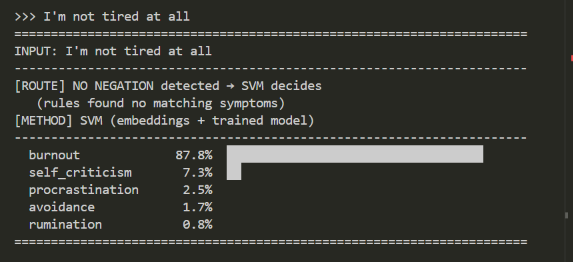 >>> I'm not tired at all
======================================================================
INPUT: I'm not tired at all
----------------------------------------------------------------------
[ROUTE] NO NEGATION detected → SVM decides
(rules found no matching symptoms)
[METHOD] SVM (embeddings + trained model)
----------------------------------------------------------------------
burnout 87.8%
self_criticism 7.3%
procrastination 2.5%
avoidance 1.7%
rumination 0.8%
======================================================================